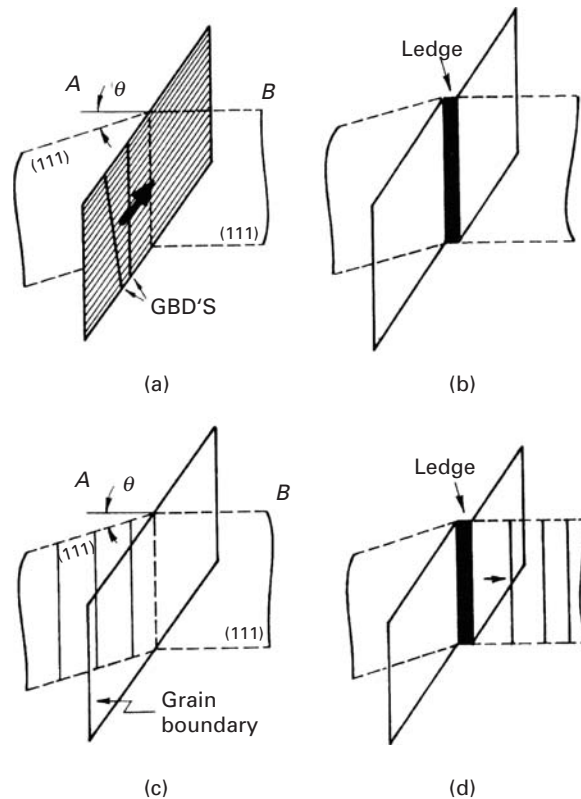 A
θ
B
(111)
(111)
GBD'S
(a)
Ledge
(b)
A
θ
B
(111)
(111)
Grain
boundary
(c)
Ledge
(d)